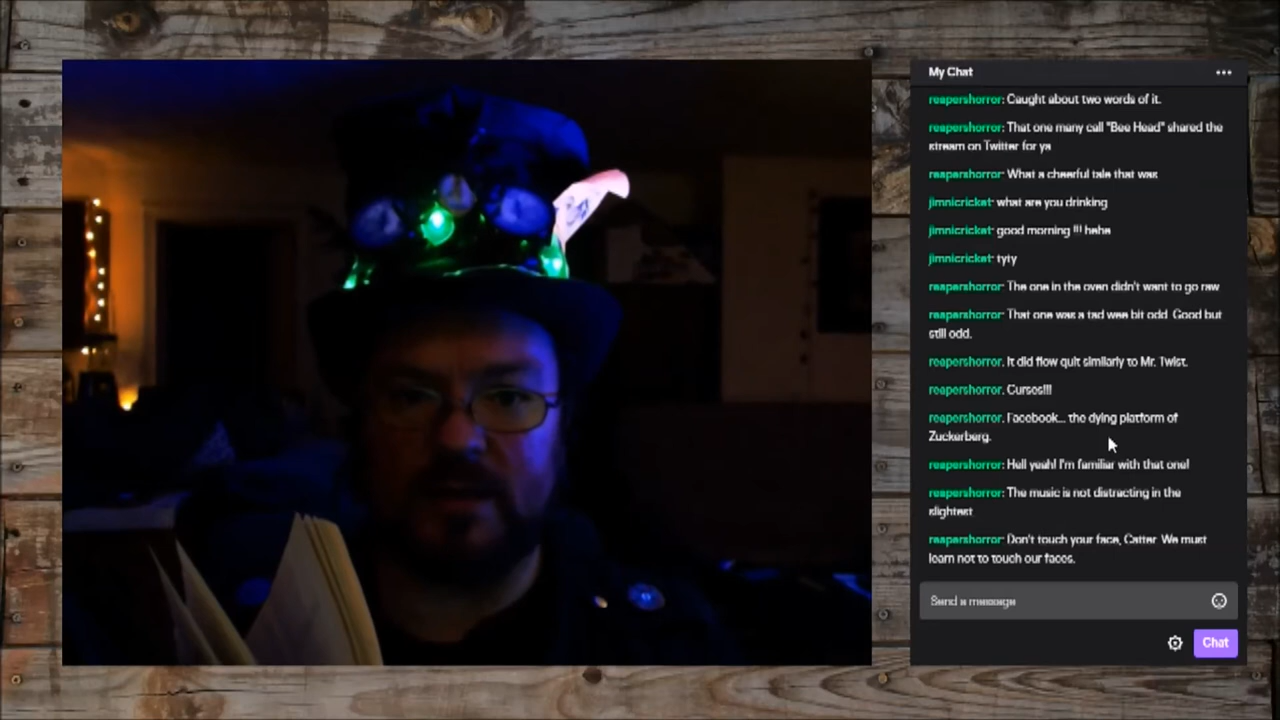 My Chat
reapershorror: Caught about two words of it.
reapershorror: That one many call "Bee Head" shared the
stream on Twitter for ya
reapershorror: What a cheerful tale that was
jimnicricket: what are you drinking
jimnicricket: good morning !!! hehe
jimnicricket: tyty
reapershorror: The one in the oven didn't want to go raw
reapershorror: That one was a tad wee bit odd. Good but
still odd.
reapershorror: It did flow quit similarly to Mr. Twist.
reapershorror: Curses!!!
reapershorror: Facebook... the dying platform of
Zuckerberg.
reapershorror: Hell yeah! I'm familiar with that one!
reapershorror: The music is not distracting in the
slightest
reapershorror: Don't touch your face, Catter. We must
learn not to touch our faces.
Send a message
Chat